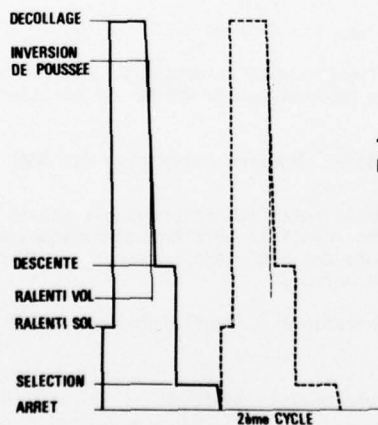 DECOLLAGE
INVERSION
DE POUSSEE
DESCENTE
RALENTI VOL
RALENTI SOL
SELECTION
ARRET
2ème CYCLE